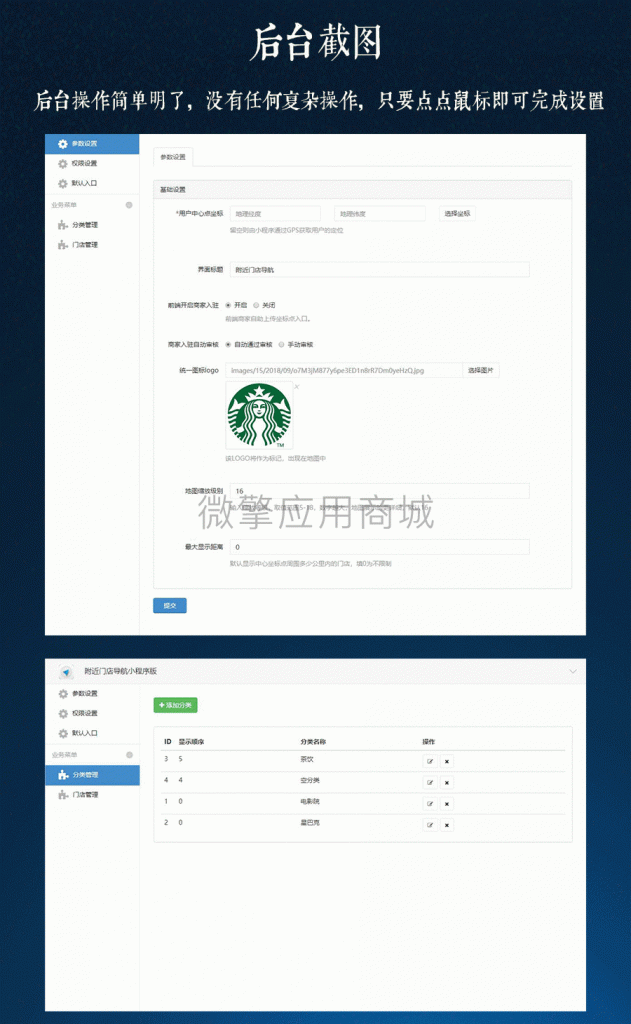 后台截图
后台操作简单明了，没有任何复杂操作，只要点点鼠标即可完成设置
参数设置
权限设置
默认入口
业务菜单
分类管理
门店管理
参数设置
基础设置
*用户中心点坐标 地理经度 地理纬度 选择坐标
留空则由小程序通过GPS获取用户的定位
界面标题 附近门店导航
前端开启商家入驻 开启 关闭
前端商家自助上传坐标点入口。
商家入驻自动审核 自动通过审核 手动审核
统一图标logo images/15/2018/09/o7M3jM877y6pe3ED1nllrR7Dm0yeHzQ.jpg 选择图片
TM
该LOGO将作为标记，出现在地图中
地图缩放级别 16
微擎应用商城
最大显示距离 0
默认显示中心坐标点范围多少公里内的门店，填0为不限制
提交
附近门店导航小程序版
参数设置
权限设置
默认入口
业务菜单
分类管理
门店管理
添加分类
ID 显示顺序 分类名称 操作
3 5 茶饮
4 4 空分类
1 0 电影院
2 0 星巴克